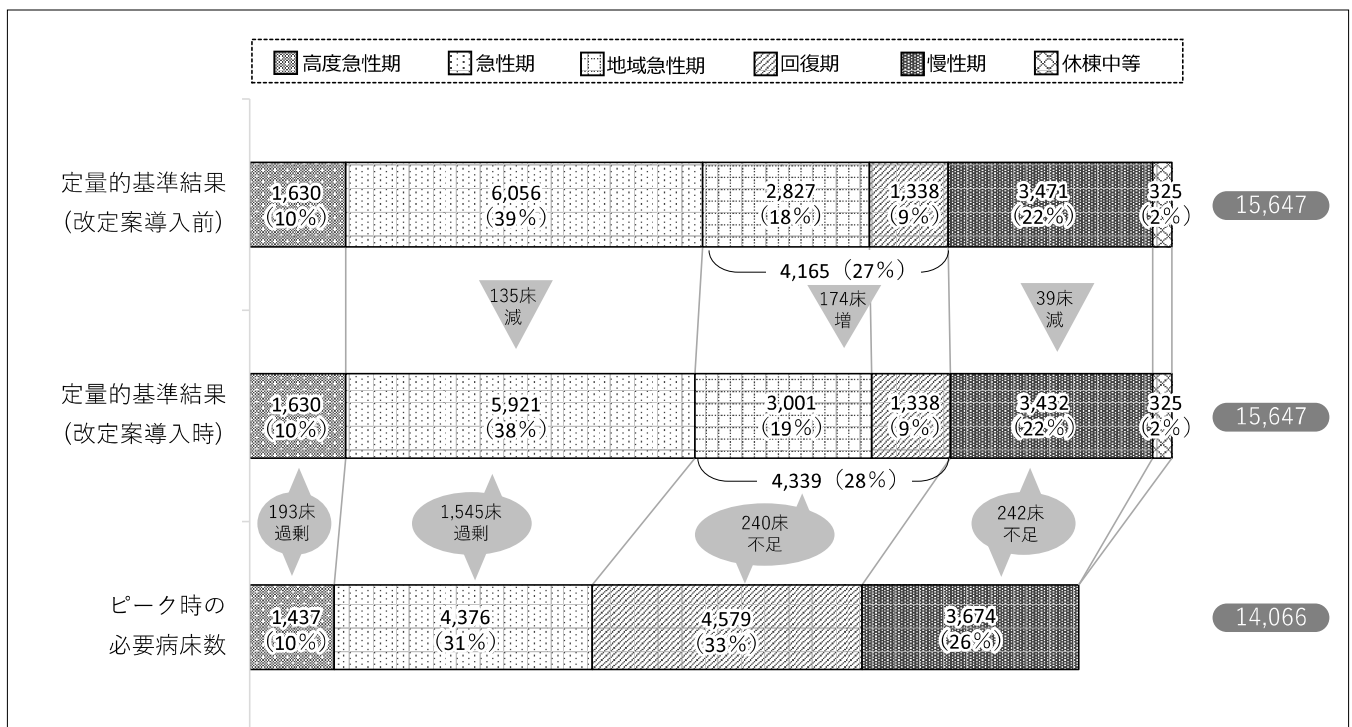 高度急性期 急性期 地域急性期 回復期 慢性期 休棟中等
定量的基準結果
(改定案導入前)
1,630
(10%)
6,056
(39%)
2,827
(18%)
1,338
(9%)
3,471
(22%)
325
(2%)
15,647
4,165 (27%)
135床
減
174床
増
39床
減
定量的基準結果
(改定案導入時)
1,630
(10%)
5,921
(38%)
3,001
(19%)
1,338
(9%)
3,432
(22%)
325
(2%)
15,647
4,339 (28%)
193床
過剰
1,545床
過剰
240床
不足
242床
不足
ピーク時の
必要病床数
1,437
(10%)
4,376
(31%)
4,579
(33%)
3,674
(26%)
14,066